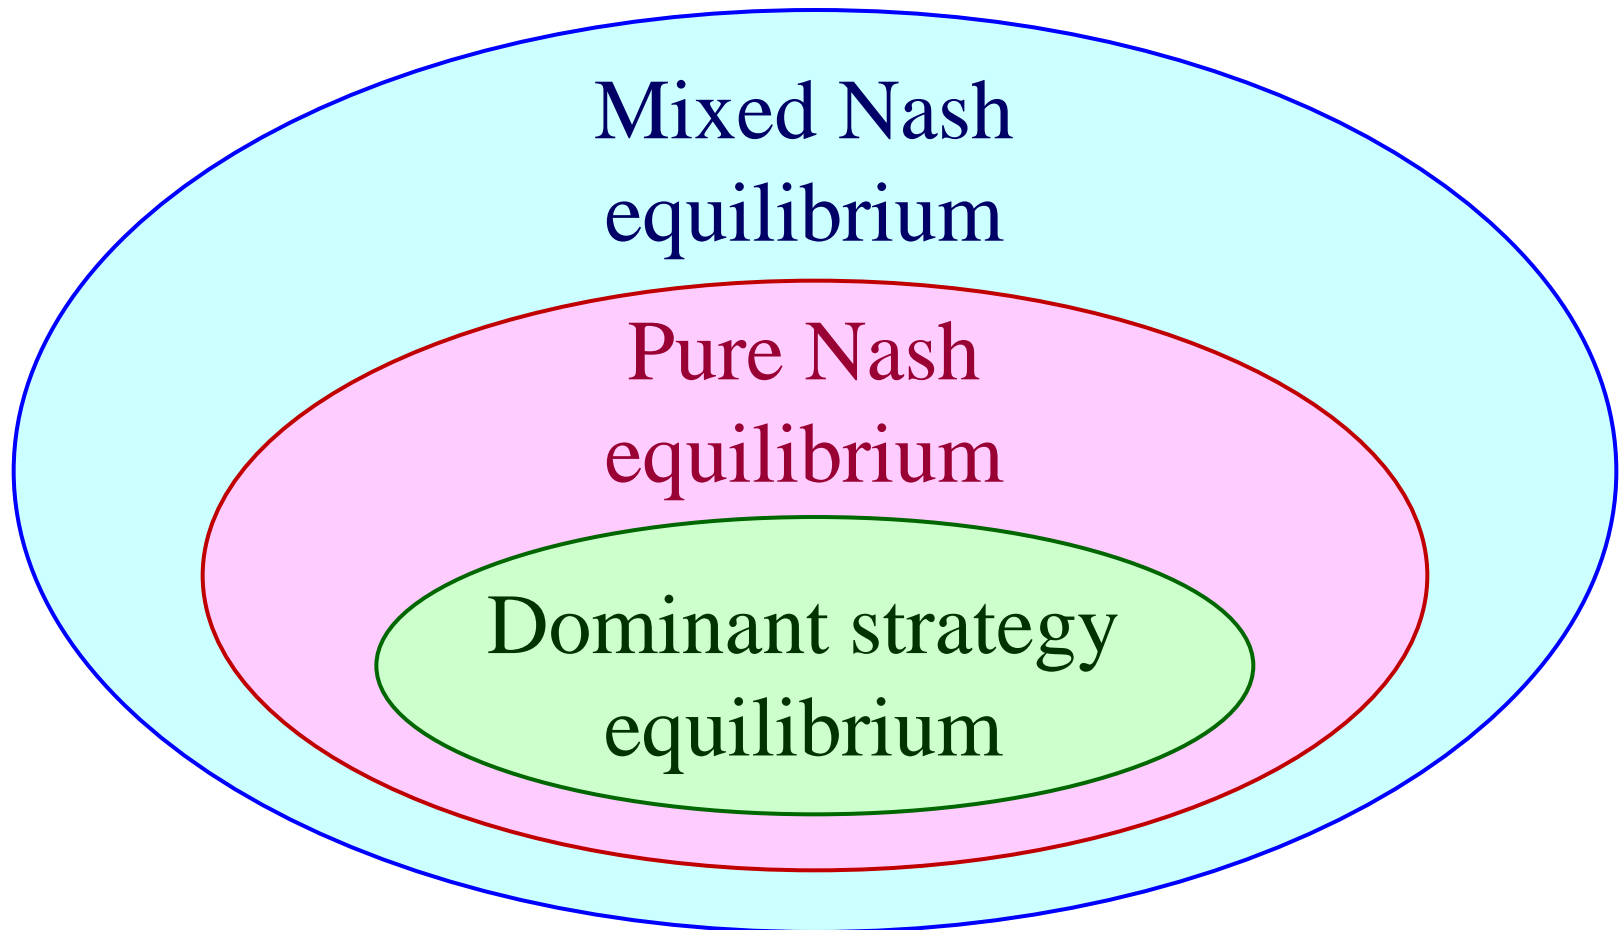 Mixed Nash
equilibrium
Pure Nash
equilibrium
Dominant strategy
equilibrium